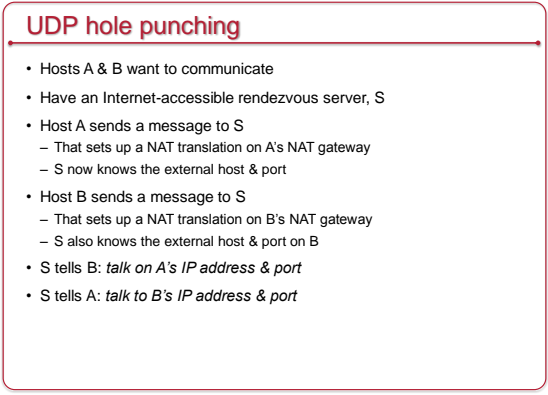 UDP hole punching
• Hosts A & B want to communicate
• Have an Internet-accessible rendezvous server, S
• Host A sends a message to S
– That sets up a NAT translation on A's NAT gateway
– S now knows the external host & port
• Host B sends a message to S
– That sets up a NAT translation on B's NAT gateway
– S also knows the external host & port on B
• S tells B: talk on A's IP address & port
• S tells A: talk to B's IP address & port